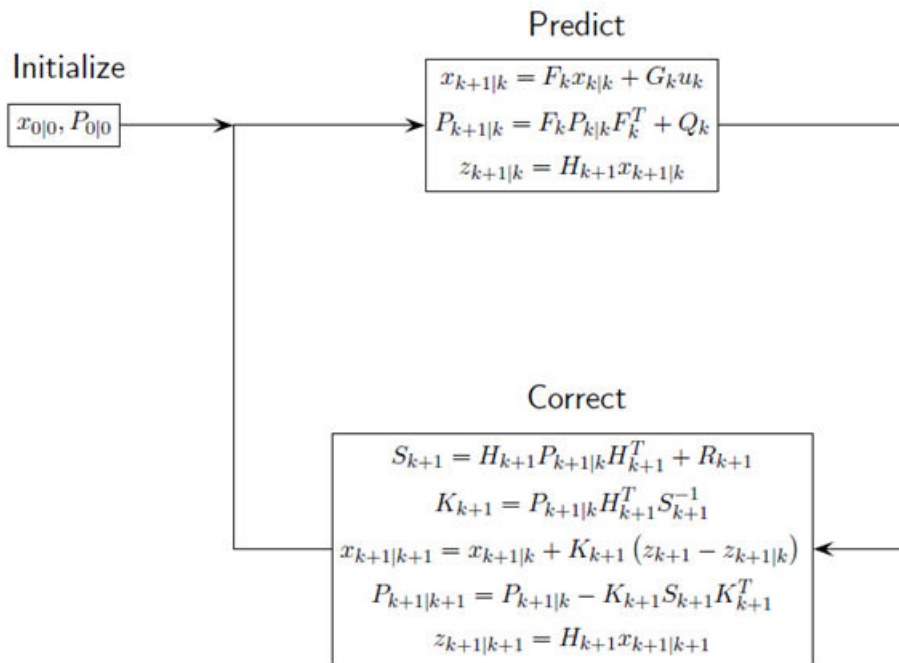 Initialize
x_{0|0}, P_{0|0}
Predict
x_{k+1|k} = F_k x_{k|k} + G_k u_k
P_{k+1|k} = F_k P_{k|k} F_k^T + Q_k
z_{k+1|k} = H_{k+1} x_{k+1|k}
Correct
S_{k+1} = H_{k+1} P_{k+1|k} H_{k+1}^T + R_{k+1}
K_{k+1} = P_{k+1|k} H_{k+1}^T S_{k+1}^{-1}
x_{k+1|k+1} = x_{k+1|k} + K_{k+1} (z_{k+1} − z_{k+1|k})
P_{k+1|k+1} = P_{k+1|k} − K_{k+1} S_{k+1} K_{k+1}^T
z_{k+1|k+1} = H_{k+1} x_{k+1|k+1}